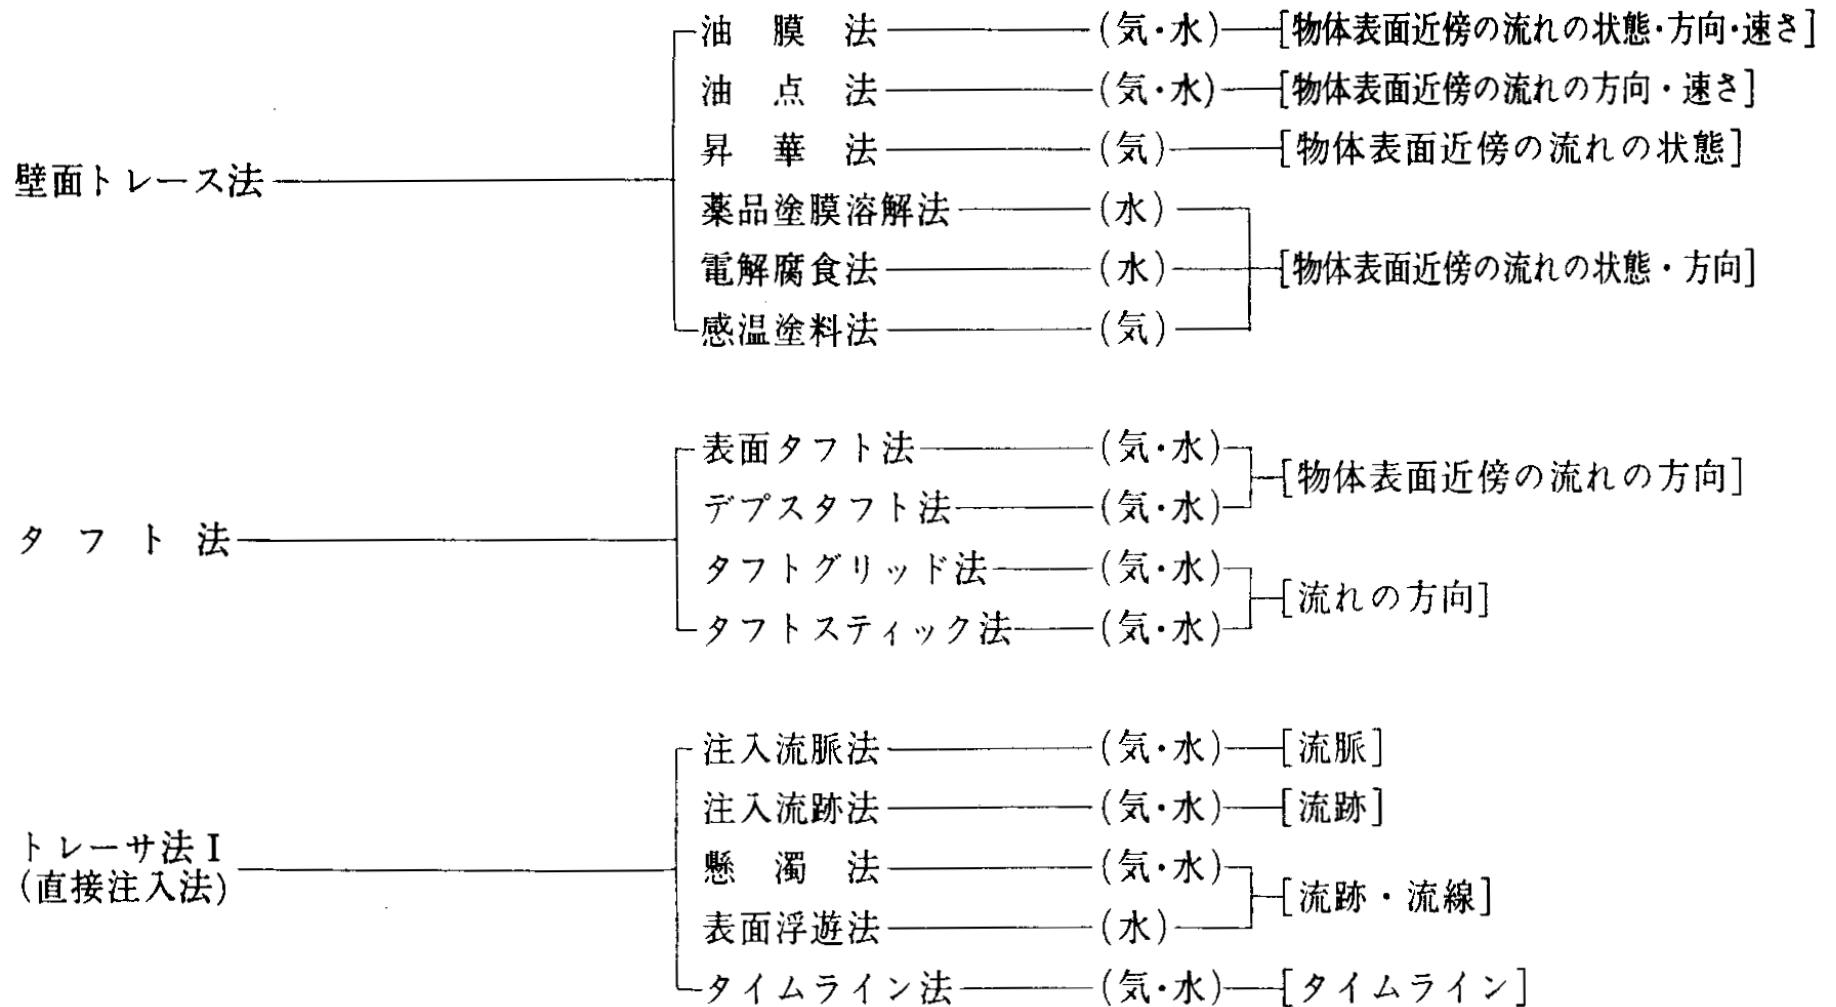 油膜法(気・水)[物体表面近傍の流れの状態・方向・速さ]
油点法(気・水)[物体表面近傍の流れの方向・速さ]
昇華法(気)[物体表面近傍の流れの状態]
壁面トレース法
薬品塗膜溶解法(水)
電解腐食法(水)[物体表面近傍の流れの状態・方向]
感温塗料法(気)
表面タフト法(気・水)
[物体表面近傍の流れの方向]
デプスタフト法(気・水)
タフト法
タフトグリッド法(気・水)
[流れの方向]
タフトスティック法(気・水)
注入流脈法(気・水)[流脈]
注入流跡法(気・水)[流跡]
トレーサ法I
(直接注入法)
懸濁法(気・水)
[流跡・流線]
表面浮遊法(水)
タイムライン法(気・水)[タイムライン]